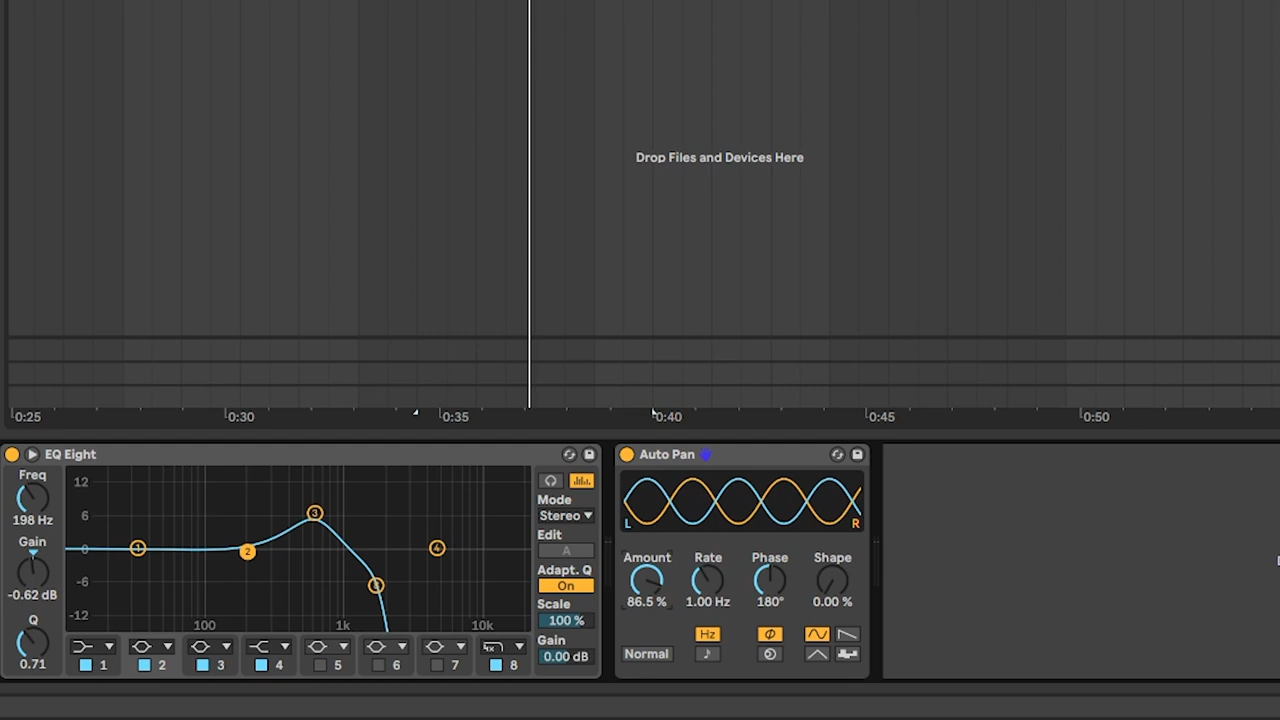 Drop Files and Devices Here
0:25 0:30 0:35 0:40 0:45 0:50
EQ Eight
Freq
198 Hz
Gain
-0.62 dB
Q
0.71
12
6
0
-6
-12
100 1k 10k
1 2 3 4
1 2 3 4 5 6 7 8
Mode
Stereo
Edit
A
Adapt. Q
On
Scale
100 %
Gain
0.00 dB
Auto Pan
L R
Amount Rate Phase Shape
86.5 % 1.00 Hz 180° 0.00 %
Hz
Normal